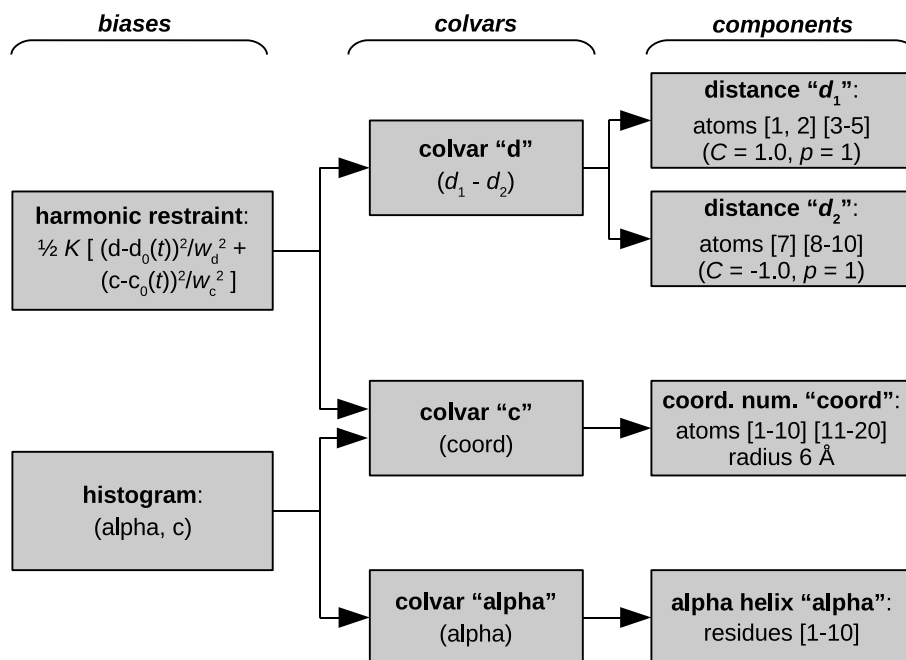 biases
colvars
components
harmonic restraint:
½ K [ (d-d₀(t))²/w_d² +
(c-c₀(t))²/w_c² ]
histogram:
(alpha, c)
colvar “d”
(d₁ - d₂)
colvar “c”
(coord)
colvar “alpha”
(alpha)
distance “d₁”:
atoms [1, 2] [3-5]
(C = 1.0, p = 1)
distance “d₂”:
atoms [7] [8-10]
(C = -1.0, p = 1)
coord. num. “coord”:
atoms [1-10] [11-20]
radius 6 Å
alpha helix “alpha”:
residues [1-10]